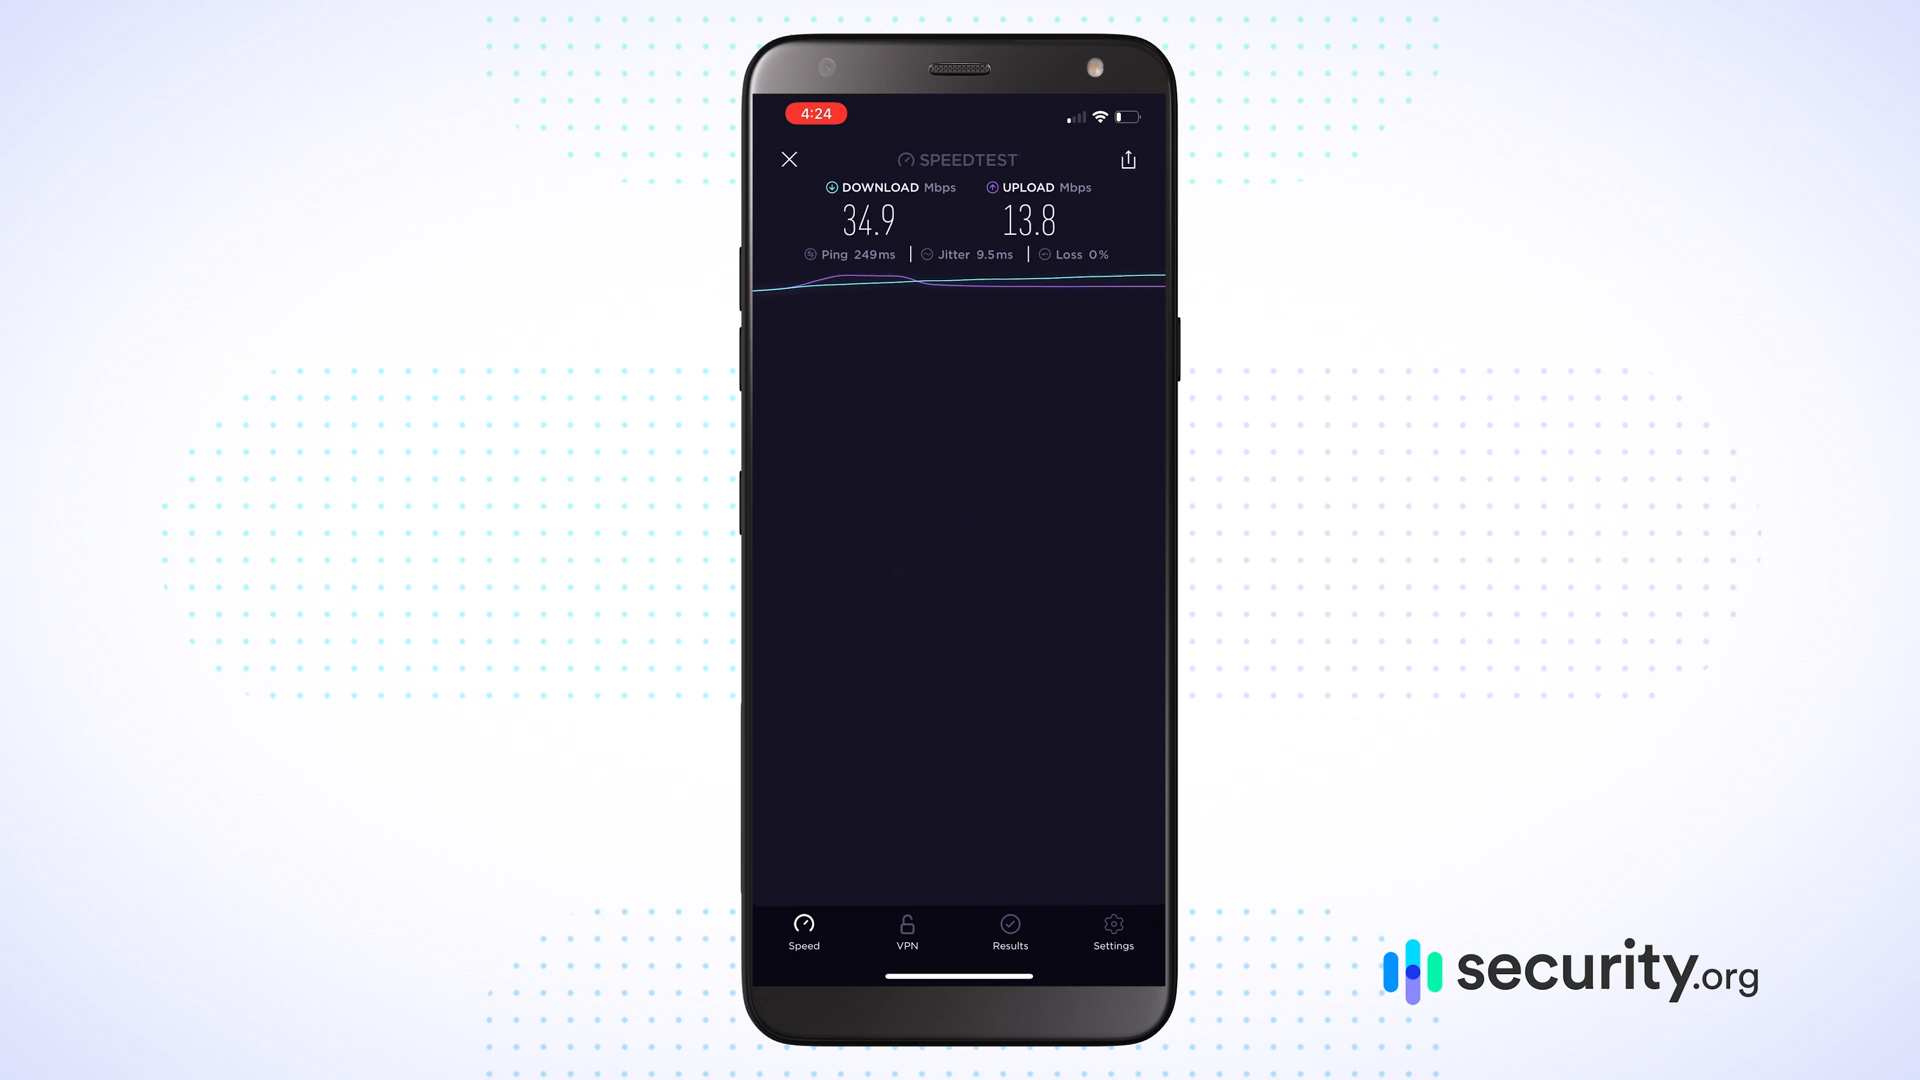 4:24
SPEEDTEST
DOWNLOAD Mbps UPLOAD Mbps
34.9 13.8
Ping 249ms Jitter 9.5ms Loss 0%
Speed VPN Results Settings
security.org